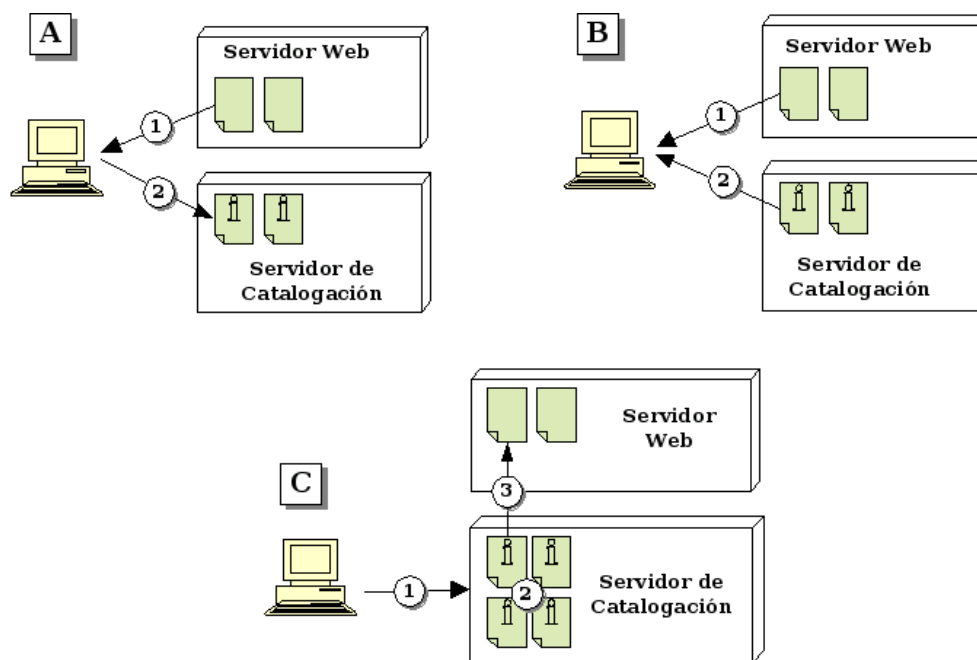 A
Servidor Web
1
2
i i
Servidor de
Catalogación
B
Servidor Web
1
2
i i
Servidor de
Catalogación
C
Servidor
Web
3
1
i i
2
i i
Servidor de
Catalogación